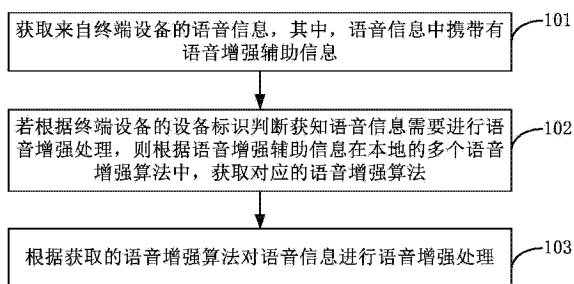 获取来自终端设备的语音信息，其中，语音信息中携带有
语音增强辅助信息
101
若根据终端设备的设备标识判断获知语音信息需要进行语
音增强处理，则根据语音增强辅助信息在本地的多个语音
增强算法中，获取对应的语音增强算法
102
根据获取的语音增强算法对语音信息进行语音增强处理
103